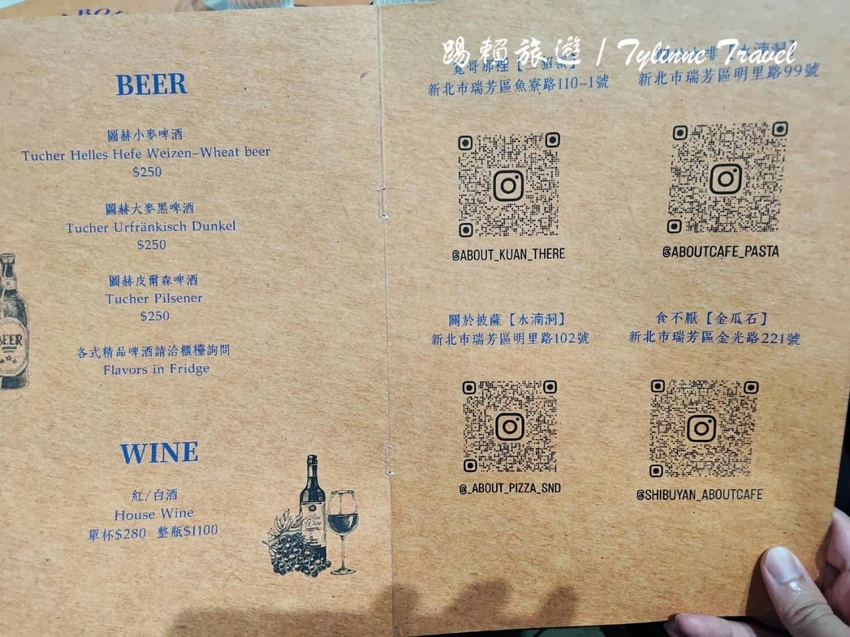 踢賴旅遊 / Tylinne Travel
BEER
圖赫小麥啤酒
Tucher Helles Hefe Weizen-Wheat beer
$250
圖赫大麥黑啤酒
Tucher Urfränkisch Dunkel
$250
圖赫皮爾森啤酒
Tucher Pilsener
$250
各式精品啤酒請洽櫃檯詢問
Flavors in Fridge
WINE
紅/白酒
House Wine
單杯$280 整瓶$1100
BEER
新北市瑞芳區魚寮路110-1號
@ABOUT_KUAN_THERE
新北市瑞芳區明里路99號
@ABOUTCAFE_PASTA
關於披薩【水湳洞】
新北市瑞芳區明里路102號
@_ABOUT_PIZZA_SND
食不厭【金瓜石】
新北市瑞芳區金光路221號
@SHIBUYAN_ABOUTCAFE